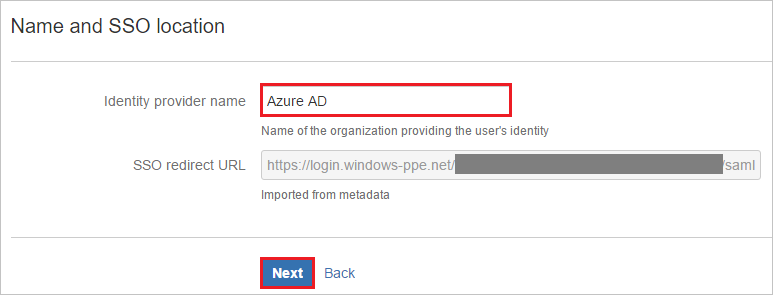 Name and SSO location
Identity provider name Azure AD
Name of the organization providing the user's identity
SSO redirect URL https://login.windows-ppe.net/ /saml
Imported from metadata
Next Back